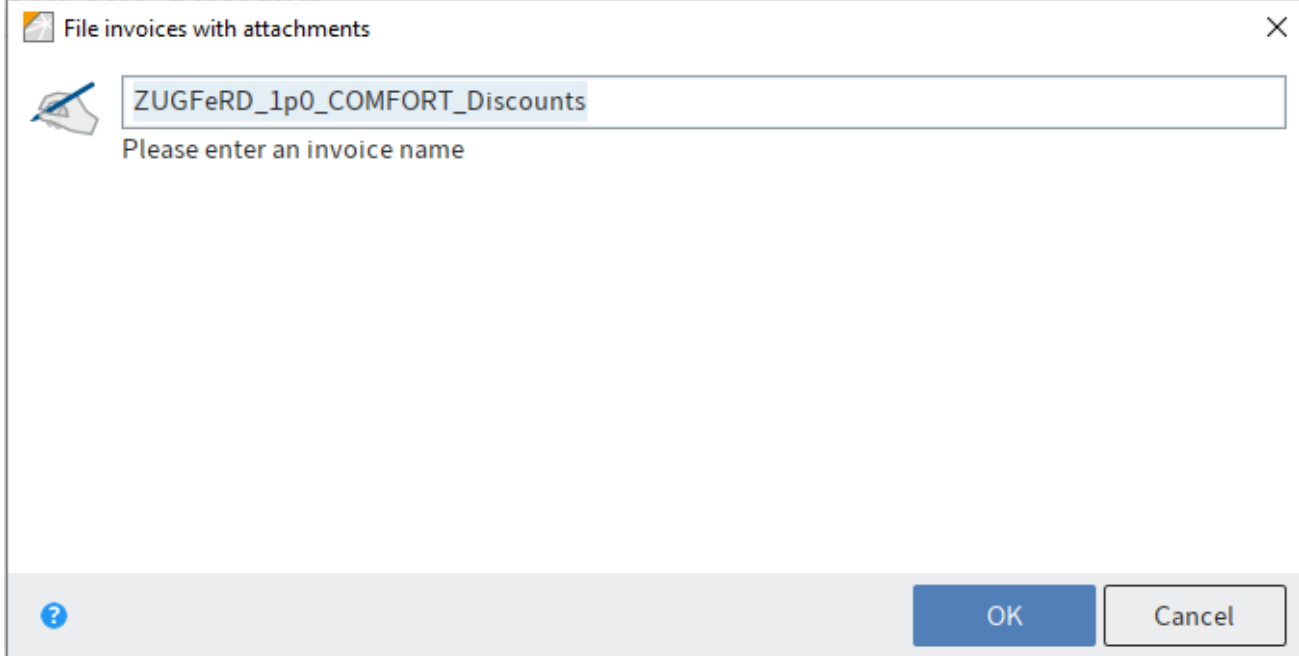 File invoices with attachments
ZUGFeRD_1p0_COMFORT_Discounts
Please enter an invoice name
?
OK
Cancel